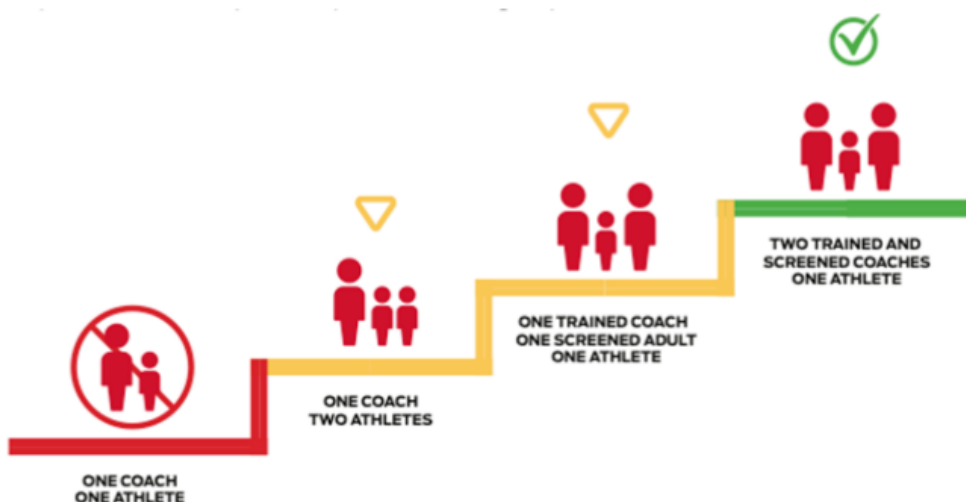 ONE COACH
ONE ATHLETE
ONE COACH
TWO ATHLETES
ONE TRAINED COACH
ONE SCREENED ADULT
ONE ATHLETE
TWO TRAINED AND
SCREENED COACHES
ONE ATHLETE